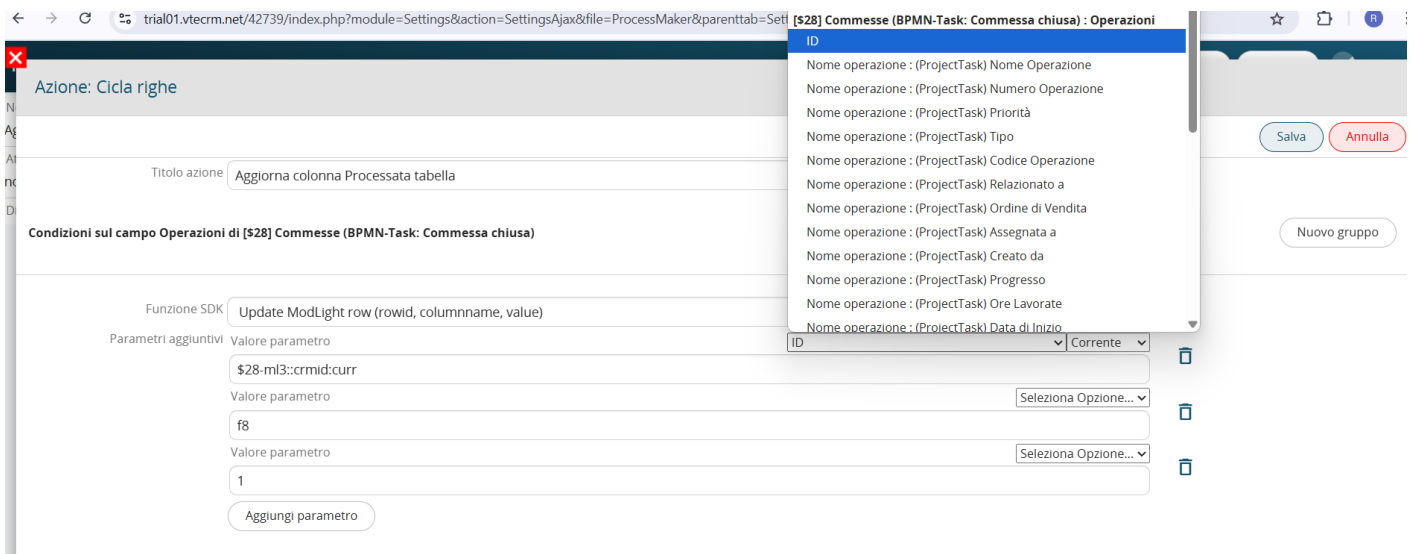 trial01.vtecrm.net/42739/index.php?module=Settings&action=SettingsAjax&file=ProcessMaker&parenttab=Sett
[$28] Commesse (BPMN-Task: Commessa chiusa) : Operazioni
R
ID
Nome operazione : (ProjectTask) Nome Operazione
Azione: Cicla righe
Nome operazione : (ProjectTask) Numero Operazione
Nome operazione : (ProjectTask) Priorità
Salva
Annulla
Nome operazione : (ProjectTask) Tipo
Nome operazione : (ProjectTask) Codice Operazione
Titolo azione
Aggiorna colonna Processata tabella
Nome operazione : (ProjectTask) Relazionato a
Nome operazione : (ProjectTask) Ordine di Vendita
Condizioni sul campo Operazioni di [$28] Commesse (BPMN-Task: Commessa chiusa)
Nome operazione : (ProjectTask) Assegnata a
Nuovo gruppo
Nome operazione : (ProjectTask) Creato da
Nome operazione : (ProjectTask) Progresso
Nome operazione : (ProjectTask) Ore Lavorate
Funzione SDK
Update ModLight row (rowid, columnname, value)
Nome operazione : (ProjectTask) Data di Inizio
Parametri aggiuntivi
Valore parametro
ID
Corrente
$28-ml3::crmid:curr
Valore parametro
Seleziona Opzione...
f8
Valore parametro
Seleziona Opzione...
1
Aggiungi parametro